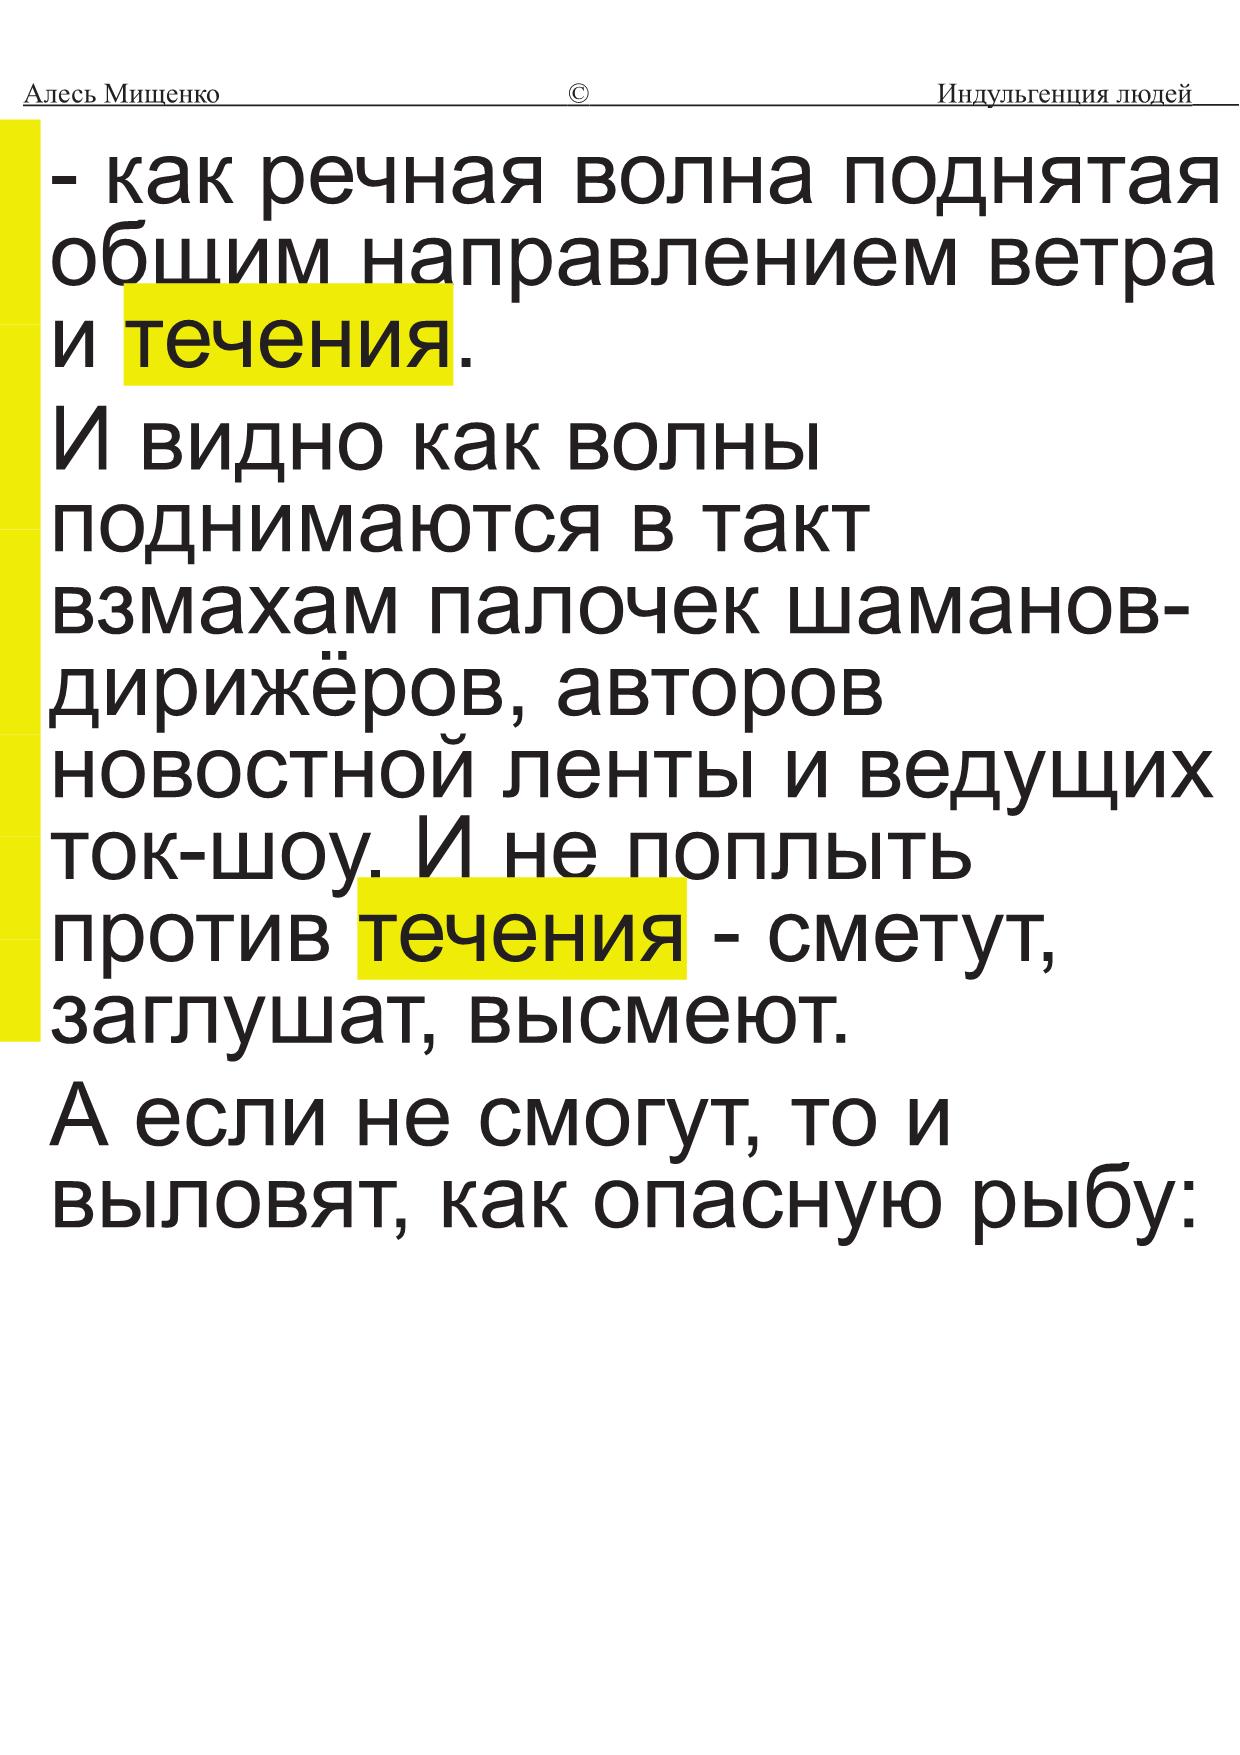 Алесь Мищенко © Индульгенция людей
- как речная волна поднятая
общим направлением ветра
и течения.
И видно как волны
поднимаются в такт
взмахам палочек шаманов-
дирижёров, авторов
новостной ленты и ведущих
ток-шоу. И не поплыть
против течения - сметут,
заглушат, высмеют.
А если не смогут, то и
выловят, как опасную рыбу: